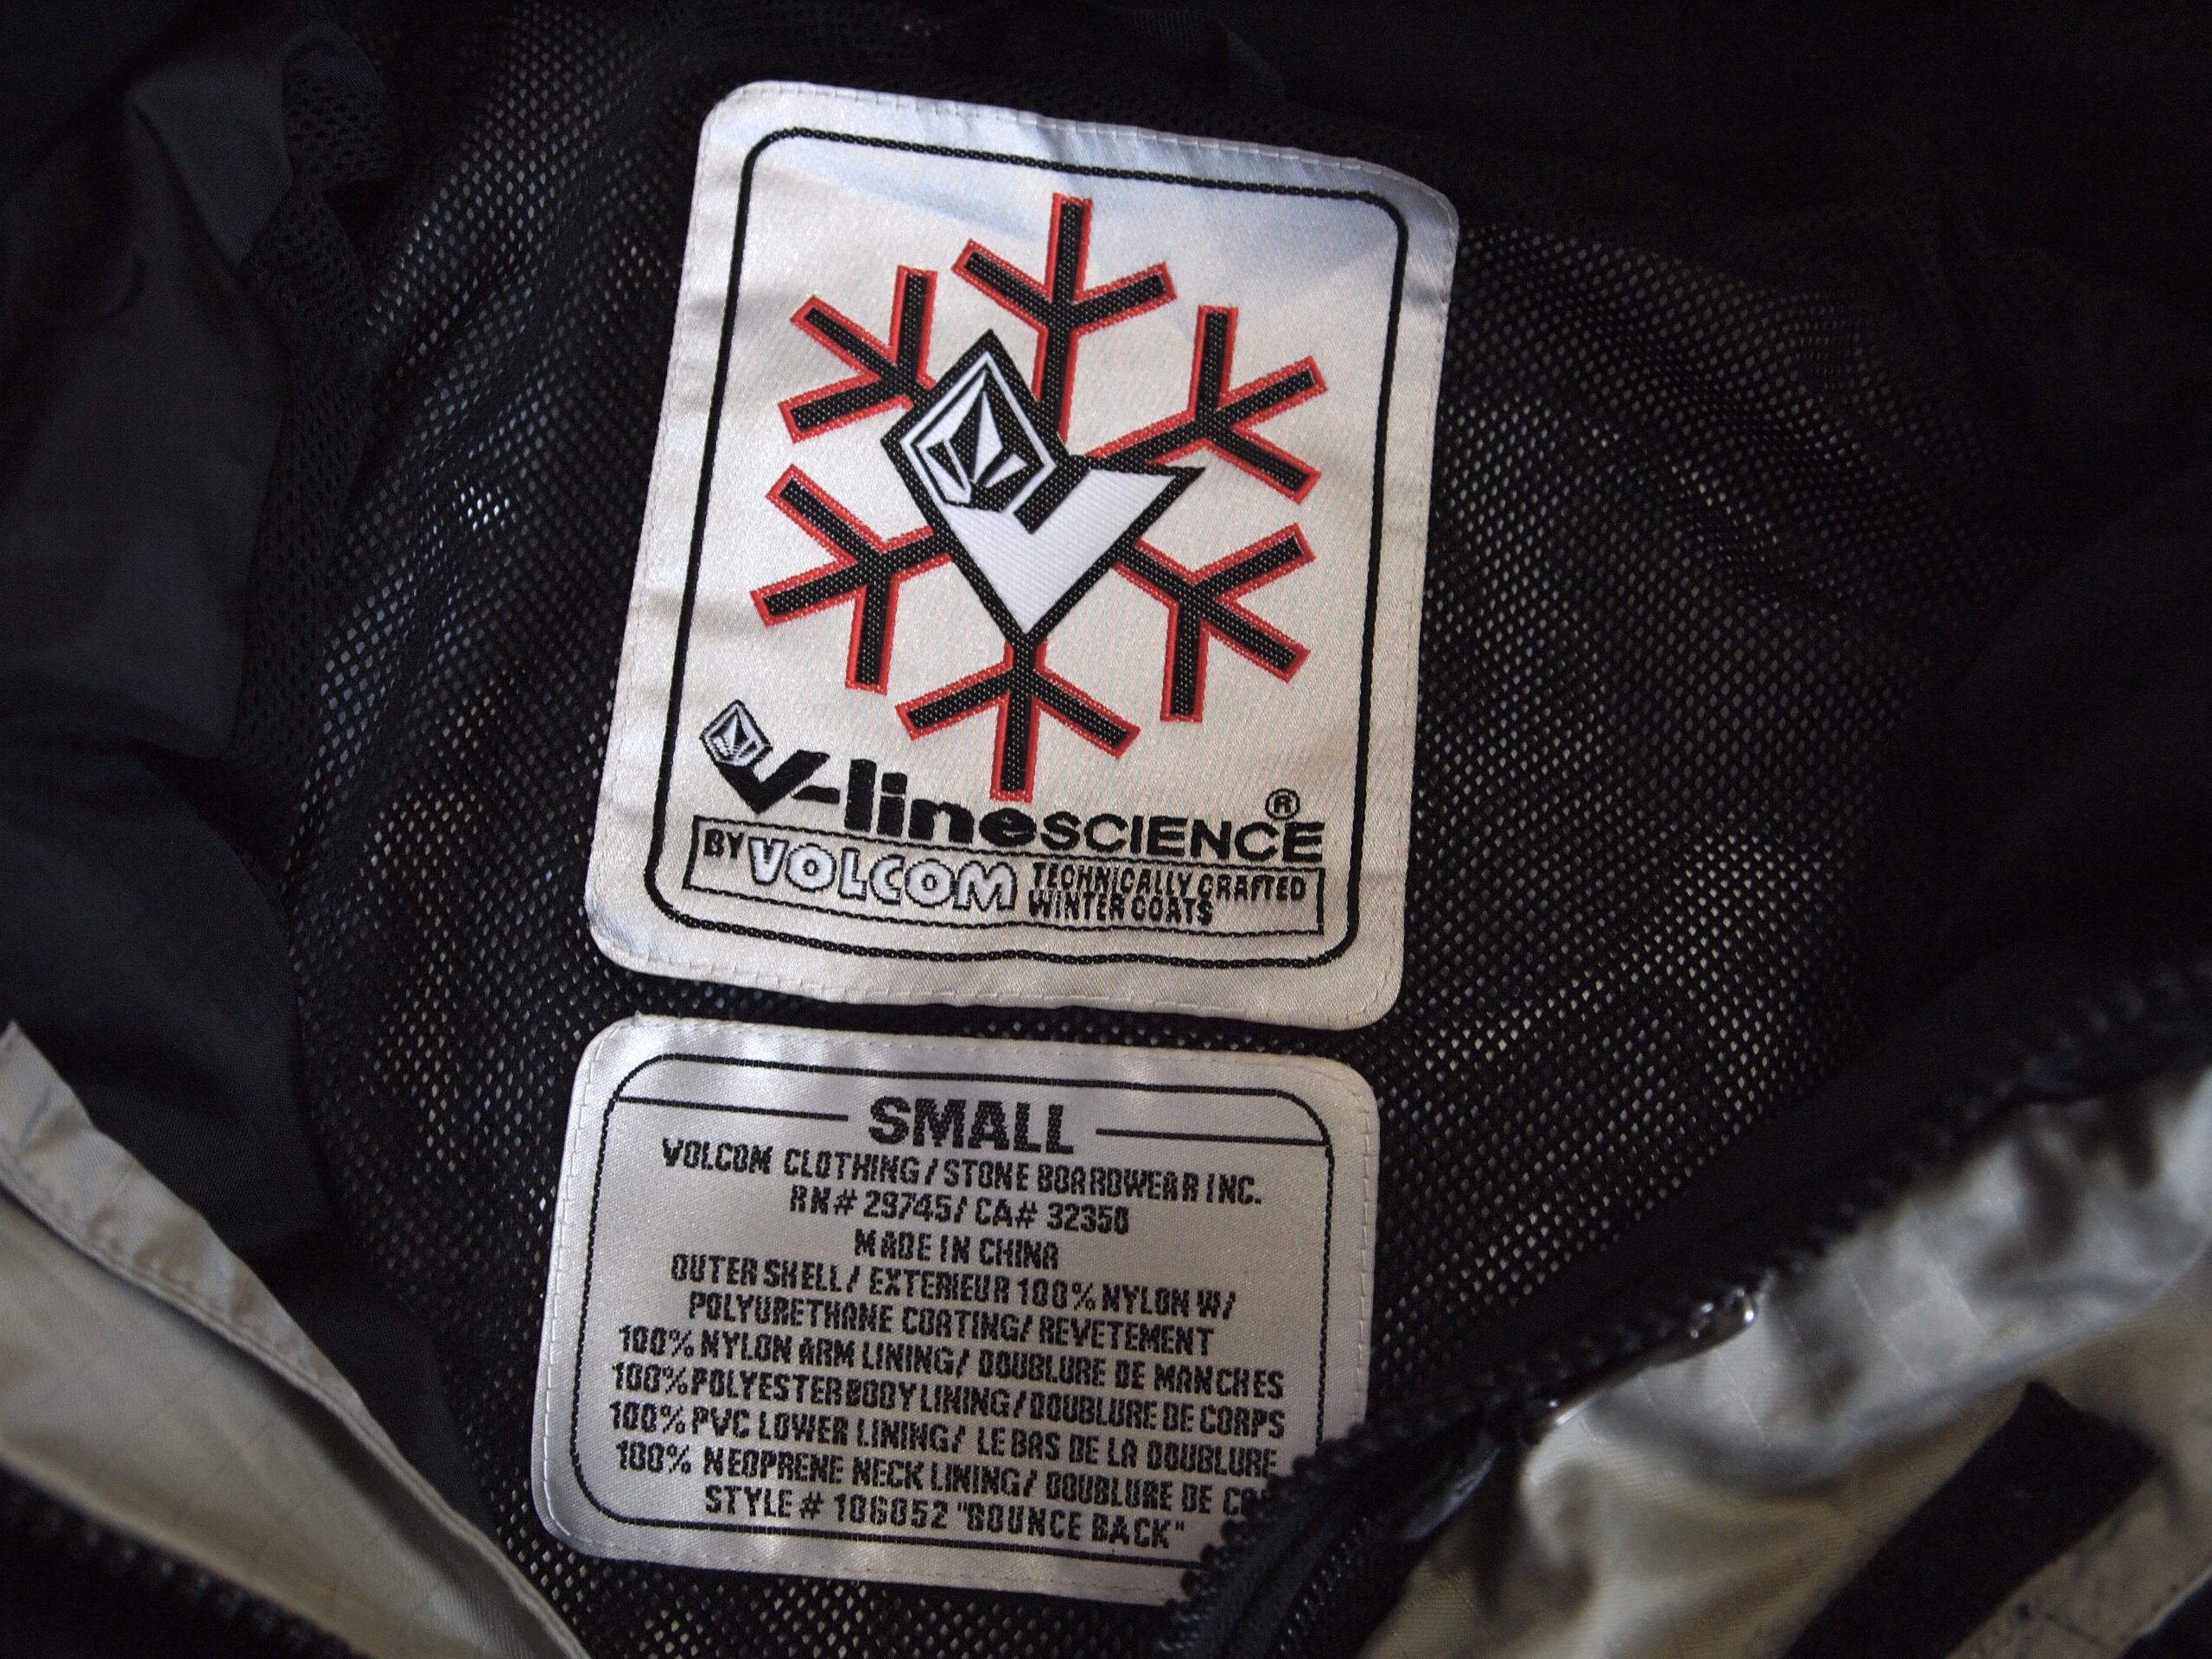 V-line SCIENCE ®
BY VOLCOM TECHNICALLY CRAFTED
WINTER COATS
SMALL
VOLCOM CLOTHING / STONE BOARDWEAR INC.
RN# 29745/ CA# 32350
MADE IN CHINA
OUTER SHELL / EXTERIEUR 100% NYLON W/
POLYURETHANE COATING/ REVETEMENT
100% NYLON ARM LINING/ DOUBLURE DE MANCHES
100% POLYESTER BODY LINING / DOUBLURE DE CORPS
100% PVC LOWER LINING/ LE BAS DE LA DOUBLURE
100% NEOPRENE NECK LINING/ DOUBLURE DE
STYLE # 106052 "BOUNCE BACK"